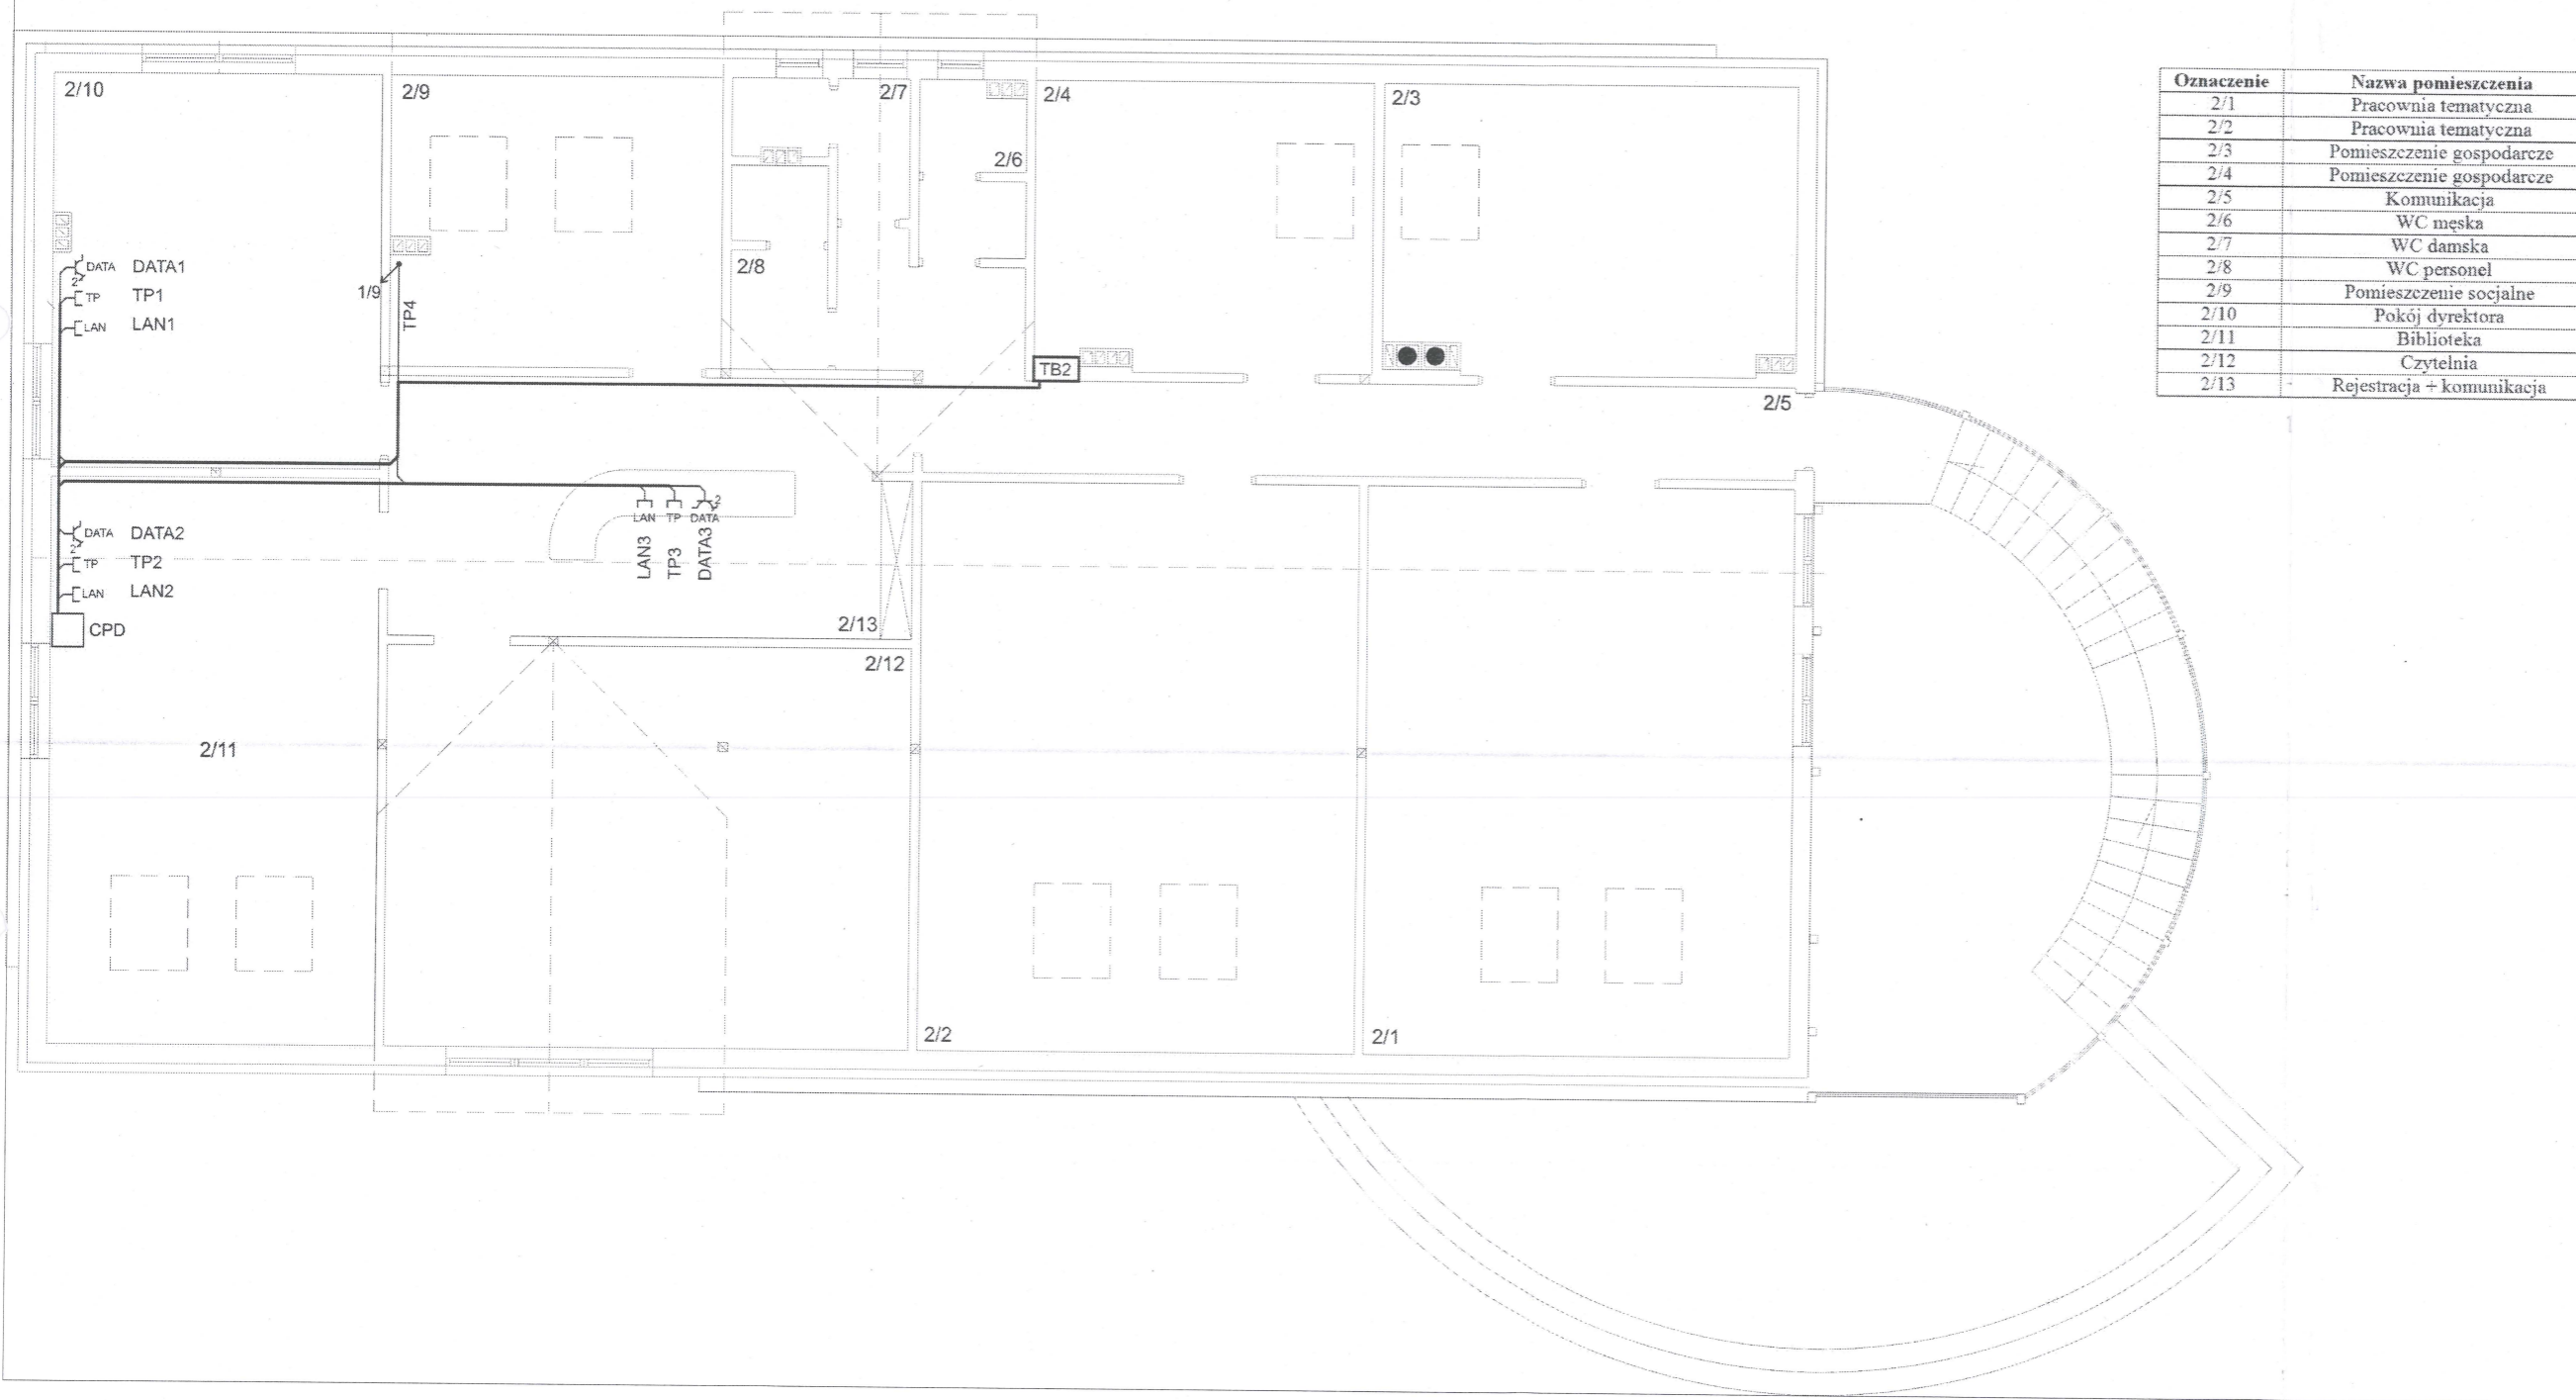 2/10
2/9
2/7
2/4
2/3
2/6
2/8
DATA DATA1
2
TP TP1
LAN LAN1
1/9
TP4
TB2
2/5
DATA DATA2
2
TP TP2
LAN LAN2
CPD
LAN TP DATA
2
LAN3
TP3
DATA3
2/13
2/12
2/11
2/2
2/1
Oznaczenie Nazwa pomieszczenia
2/1 Pracownia tematyczna
2/2 Pracownia tematyczna
2/3 Pomieszczenie gospodarcze
2/4 Pomieszczenie gospodarcze
2/5 Komunikacja
2/6 WC męska
2/7 WC damska
2/8 WC personel
2/9 Pomieszczenie socjalne
2/10 Pokój dyrektora
2/11 Biblioteka
2/12 Czytelnia
2/13 Rejestracja + komunikacja